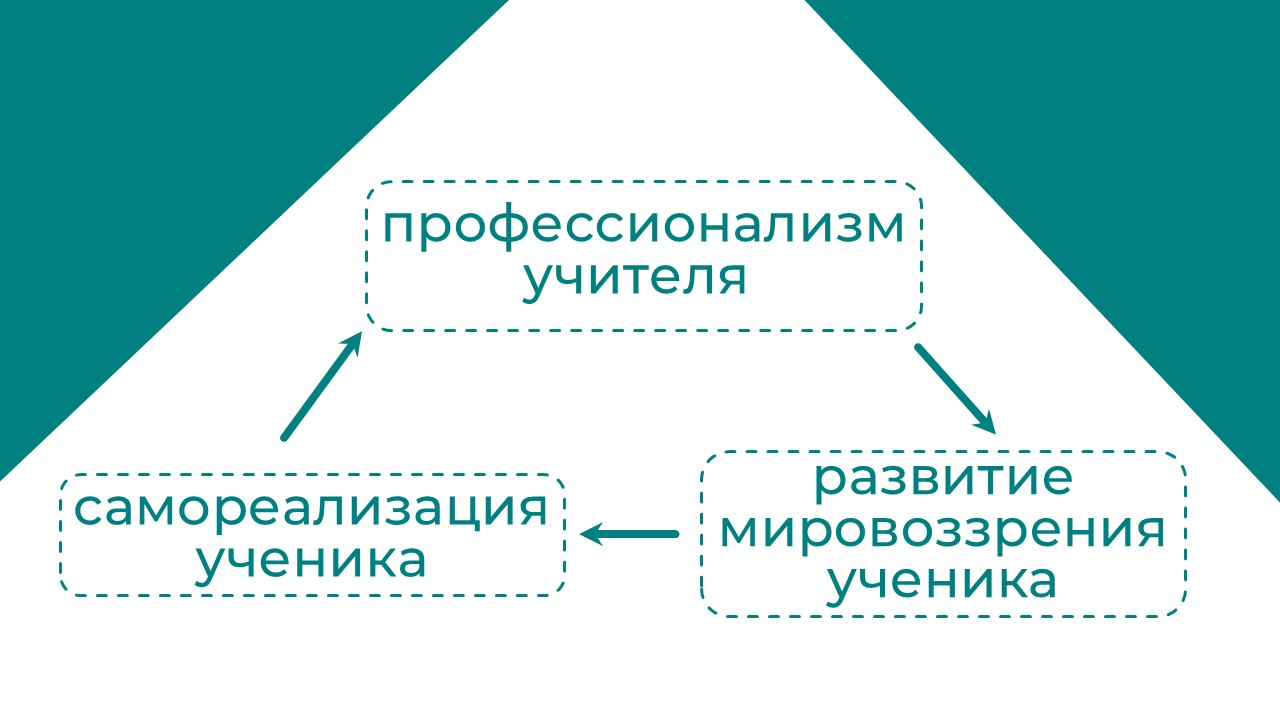 профессионализм
учителя
развитие
мировоззрения
ученика
самореализация
ученика